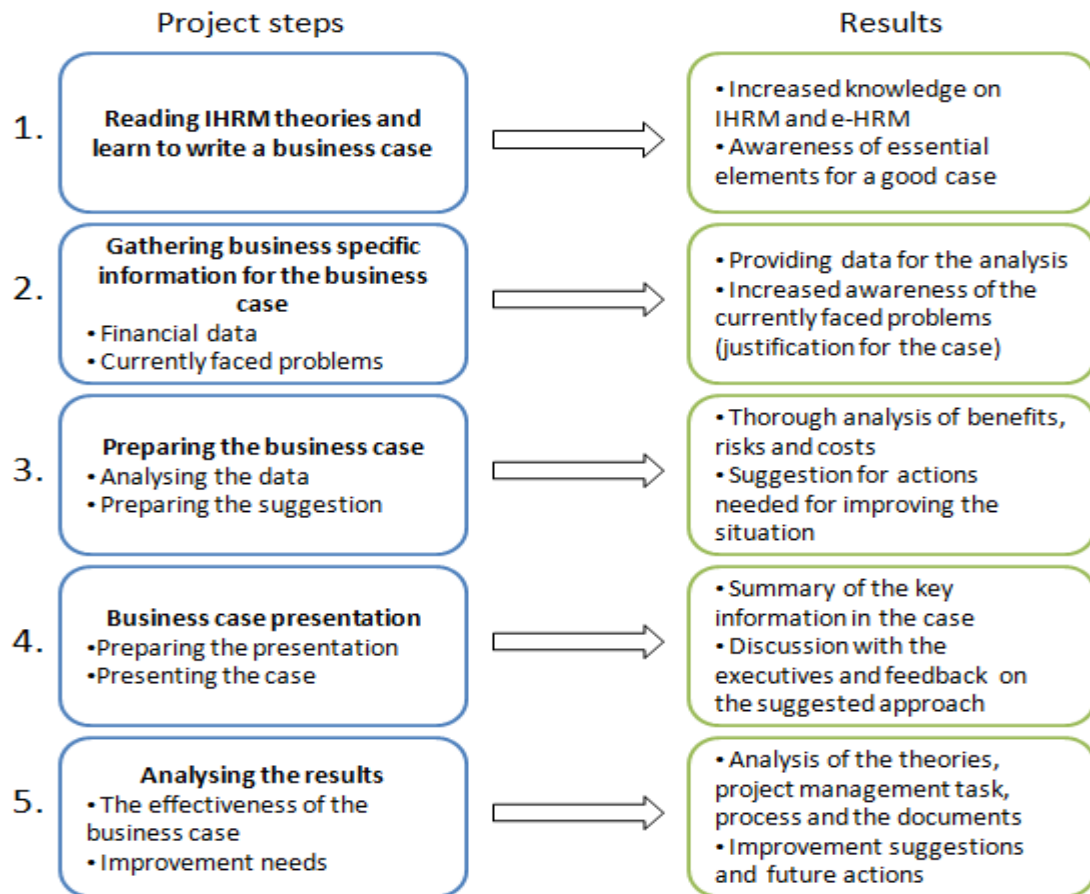 Project steps
Results
1.
Reading IHRM theories and
learn to write a business case
• Increased knowledge on
IHRM and e-HRM
• Awareness of essential
elements for a good case
2.
Gathering business specific
information for the business
case
• Financial data
• Currently faced problems
• Providing data for the analysis
• Increased awareness of the
currently faced problems
(justification for the case)
3.
Preparing the business case
• Analysing the data
• Preparing the suggestion
• Thorough analysis of benefits,
risks and costs
• Suggestion for actions
needed for improving the
situation
4.
Business case presentation
•Preparing the presentation
•Presenting the case
• Summary of the key
information in the case
• Discussion with the
executives and feedback on
the suggested approach
5.
Analysing the results
• The effectiveness of the
business case
• Improvement needs
• Analysis of the theories,
project management task,
process and the documents
• Improvement suggestions
and future actions